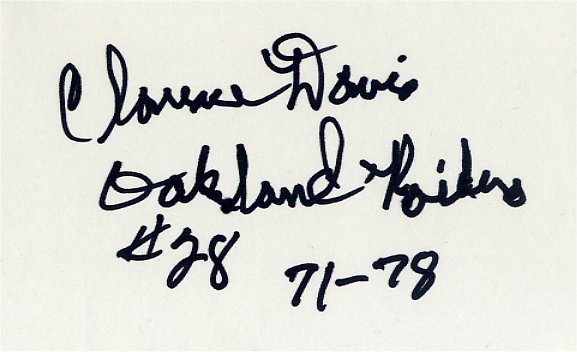 Clarence Davis
Oakland Raiders
#28
71-78